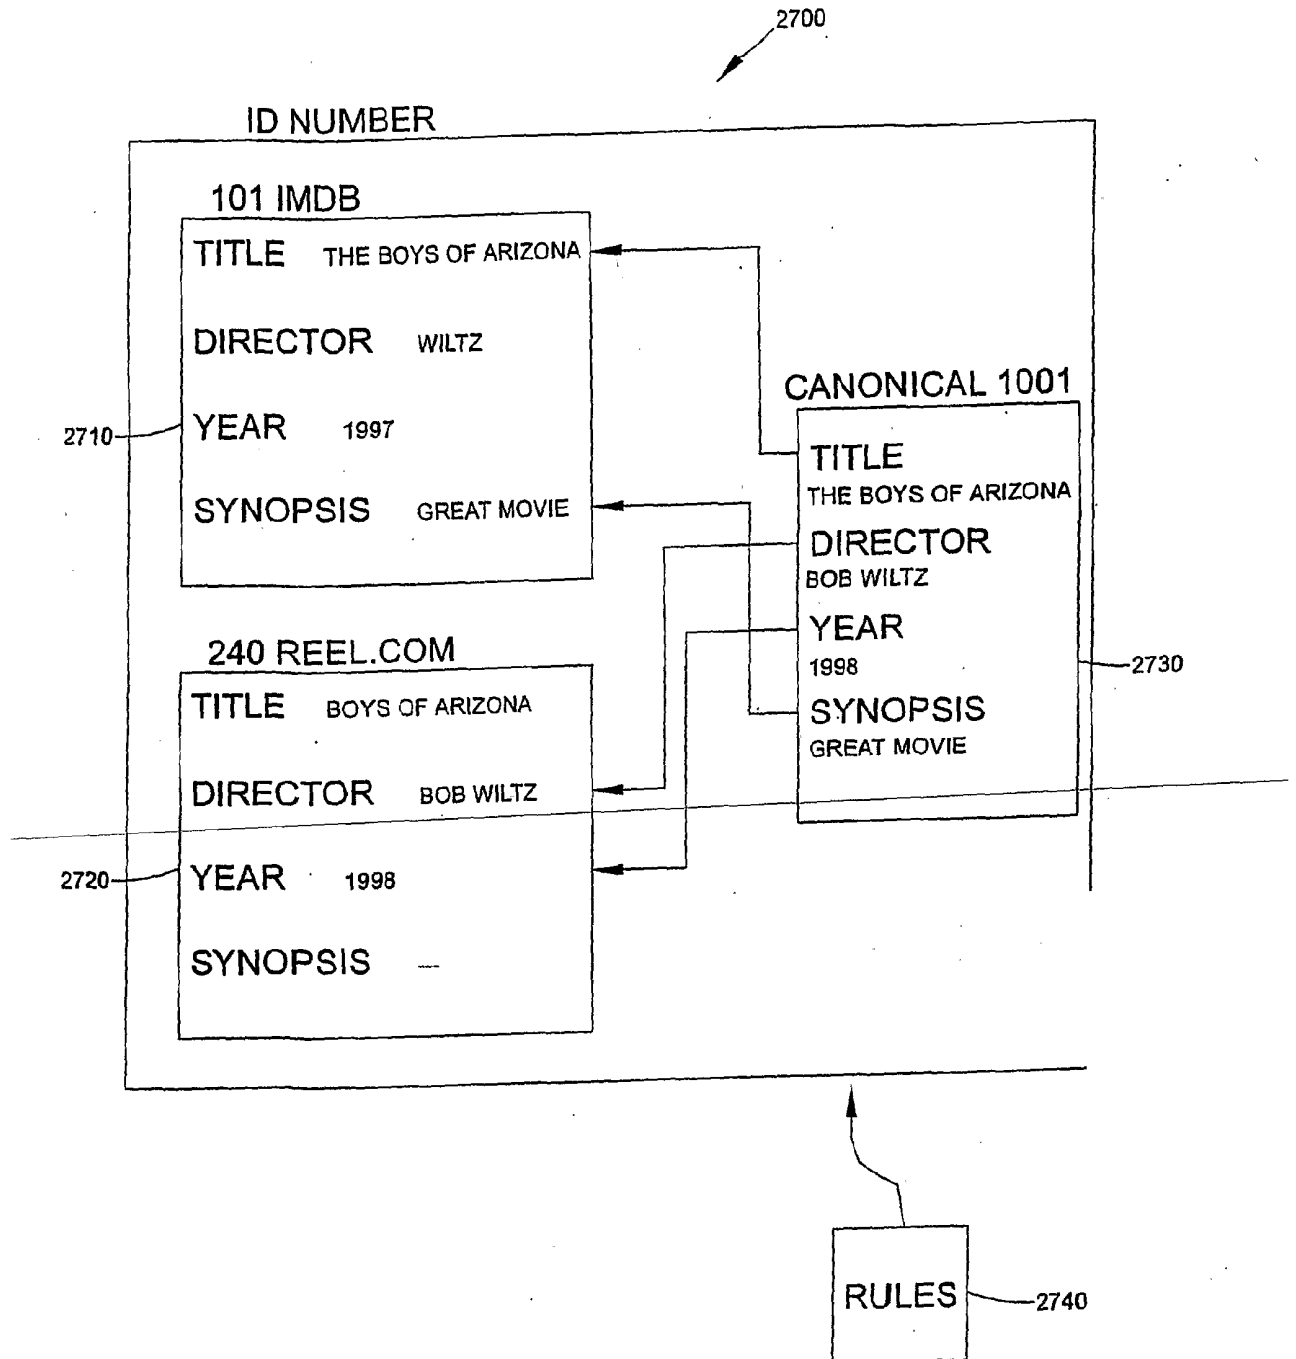 2700
ID NUMBER
101 IMDB
TITLE THE BOYS OF ARIZONA
DIRECTOR WILTZ
2710
YEAR 1997
SYNOPSIS GREAT MOVIE
240 REEL.COM
TITLE BOYS OF ARIZONA
DIRECTOR BOB WILTZ
2720
YEAR 1998
SYNOPSIS —
CANONICAL 1001
TITLE
THE BOYS OF ARIZONA
DIRECTOR
BOB WILTZ
YEAR
1998
2730
SYNOPSIS
GREAT MOVIE
RULES
2740